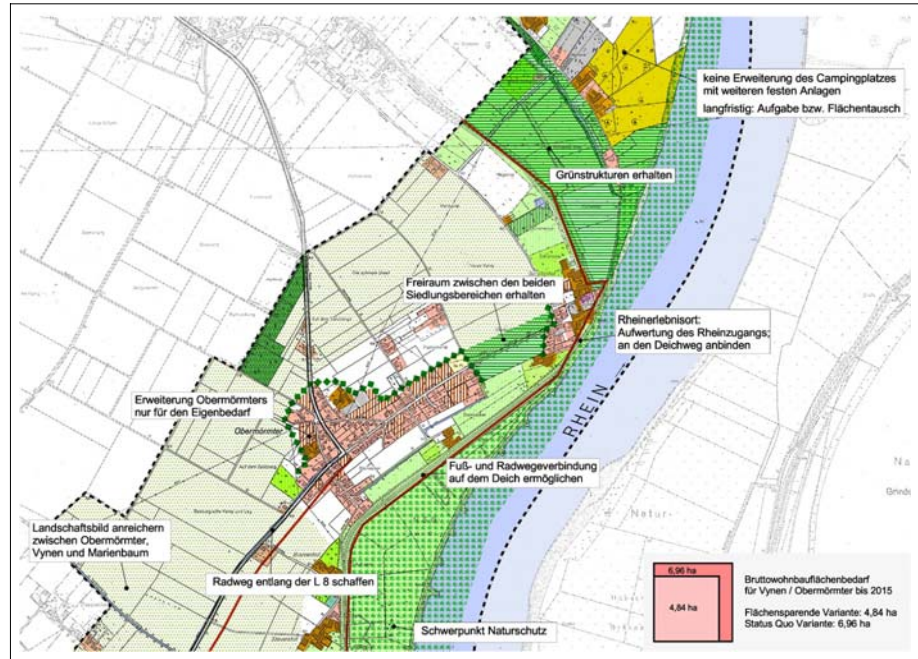 keine Erweiterung des Campingplatzes
mit weiteren festen Anlagen
langfristig: Aufgabe bzw. Flächentausch
Grünstrukturen erhalten
Freiraum zwischen den beiden
Siedlungsbereichen erhalten
Rheinerlebnisort:
Aufwertung des Rheinzugangs;
an den Deichweg anbinden
RHEIN
Erweiterung Obermörmters
nur für den Eigenbedarf
Obermörmter
Auf dem Goldberg
Fuß- und Radwegeverbindung
auf dem Deich ermöglichen
Landschaftsbild anreichern
zwischen Obermörmter,
Vynen und Marienbaum
Radweg entlang der L 8 schaffen
Schwerpunkt Naturschutz
Natur-
6,96 ha
4,84 ha
Bruttowohnbauflächenbedarf
für Vynen / Obermörmter bis 2015
Flächensparende Variante: 4,84 ha
Status Quo Variante: 6,96 ha